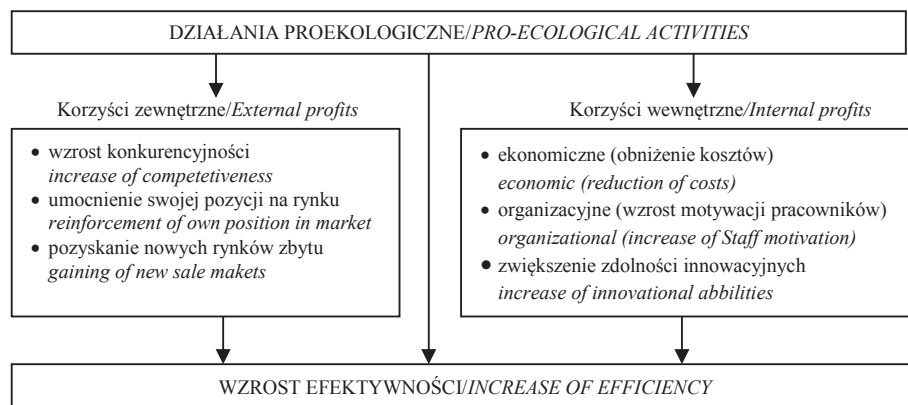 DZIAŁANIA PROEKOLOGICZNE/PRO-ECOLOGICAL ACTIVITIES
Korzyści zewnętrzne/External profits
• wzrost konkurencyjności
increase of competetiveness
• umocnienie swojej pozycji na rynku
reinforcement of own position in market
• pozyskanie nowych rynków zbytu
gaining of new sale makets
Korzyści wewnętrzne/Internal profits
• ekonomiczne (obniżenie kosztów)
economic (reduction of costs)
• organizacyjne (wzrost motywacji pracowników)
organizational (increase of Staff motivation)
• zwiększenie zdolności innowacyjnych
increase of innovational abbilities
WZROST EFEKTYWNOŚCI/INCREASE OF EFFICIENCY